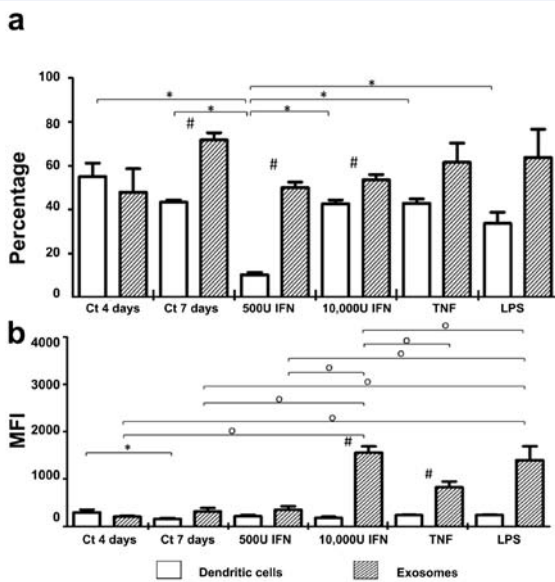 a
* * * * *
# # #
100
80
60
40
20
0
Percentage
Ct 4 days Ct 7 days 500U IFN 10,000U IFN TNF LPS
b
4000
3000
2000
1000
0
MFI
o o o o o o o o
* # #
Ct 4 days Ct 7 days 500U IFN 10,000U IFN TNF LPS
Dendritic cells Exosomes